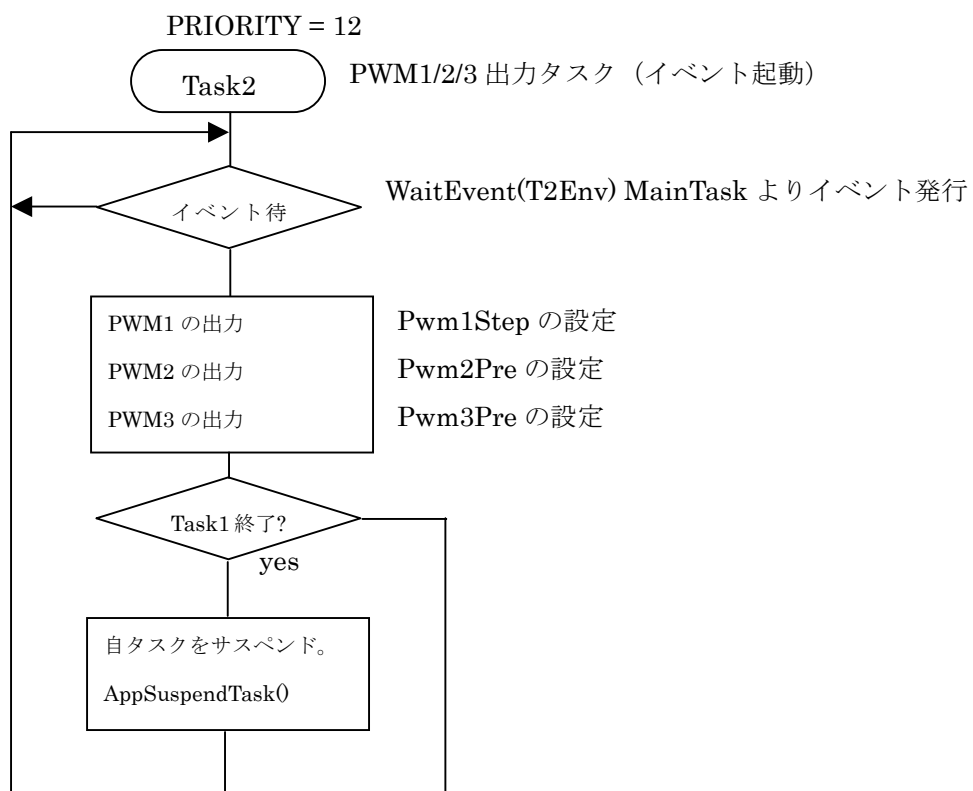 PRIORITY = 12
Task2
PWM1/2/3 出力タスク（イベント起動）
イベント待
WaitEvent(T2Env) MainTask よりイベント発行
PWM1 の出力
Pwm1Step の設定
PWM2 の出力
Pwm2Pre の設定
PWM3 の出力
Pwm3Pre の設定
Task1 終了?
yes
自タスクをサスペンド。
AppSuspendTask()